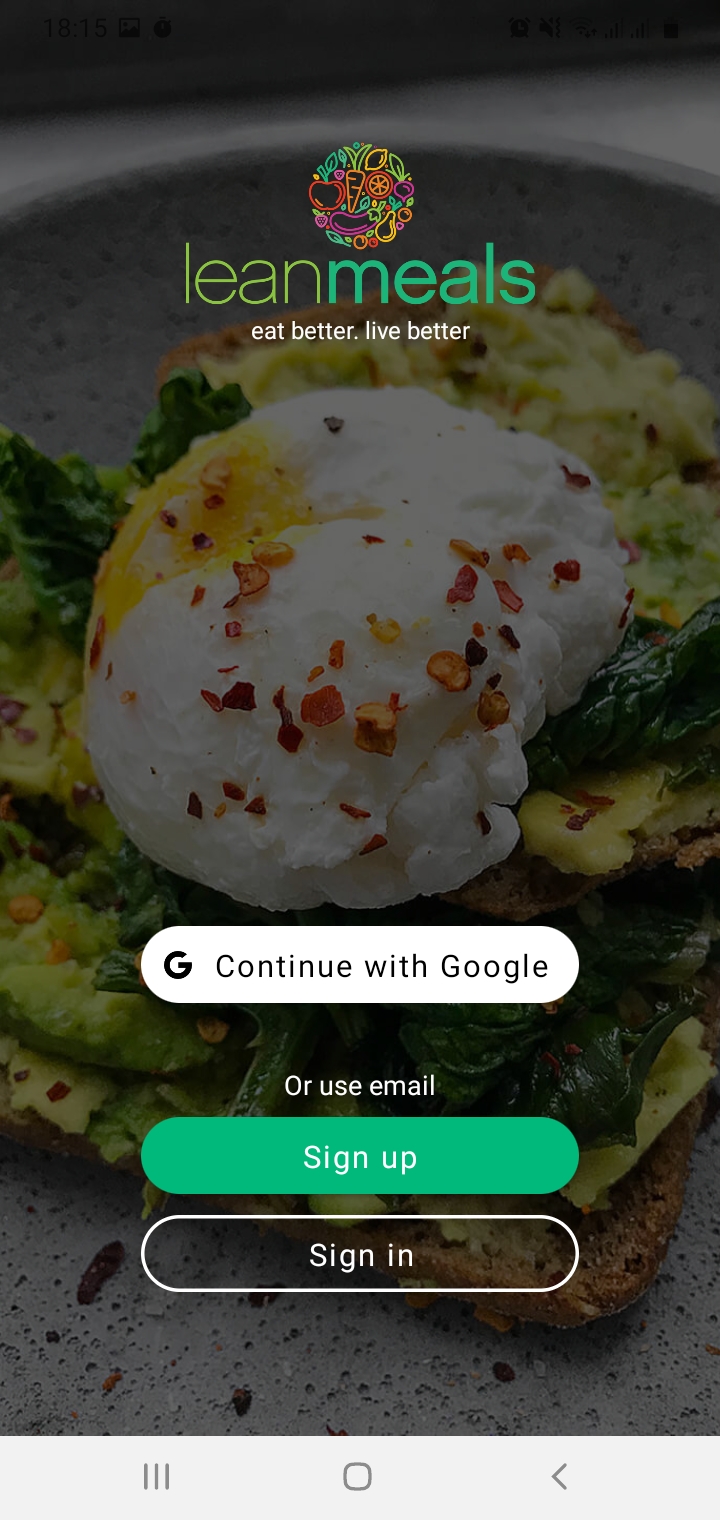 18:15
leanmeals
eat better. live better
Continue with Google
Or use email
Sign up
Sign in